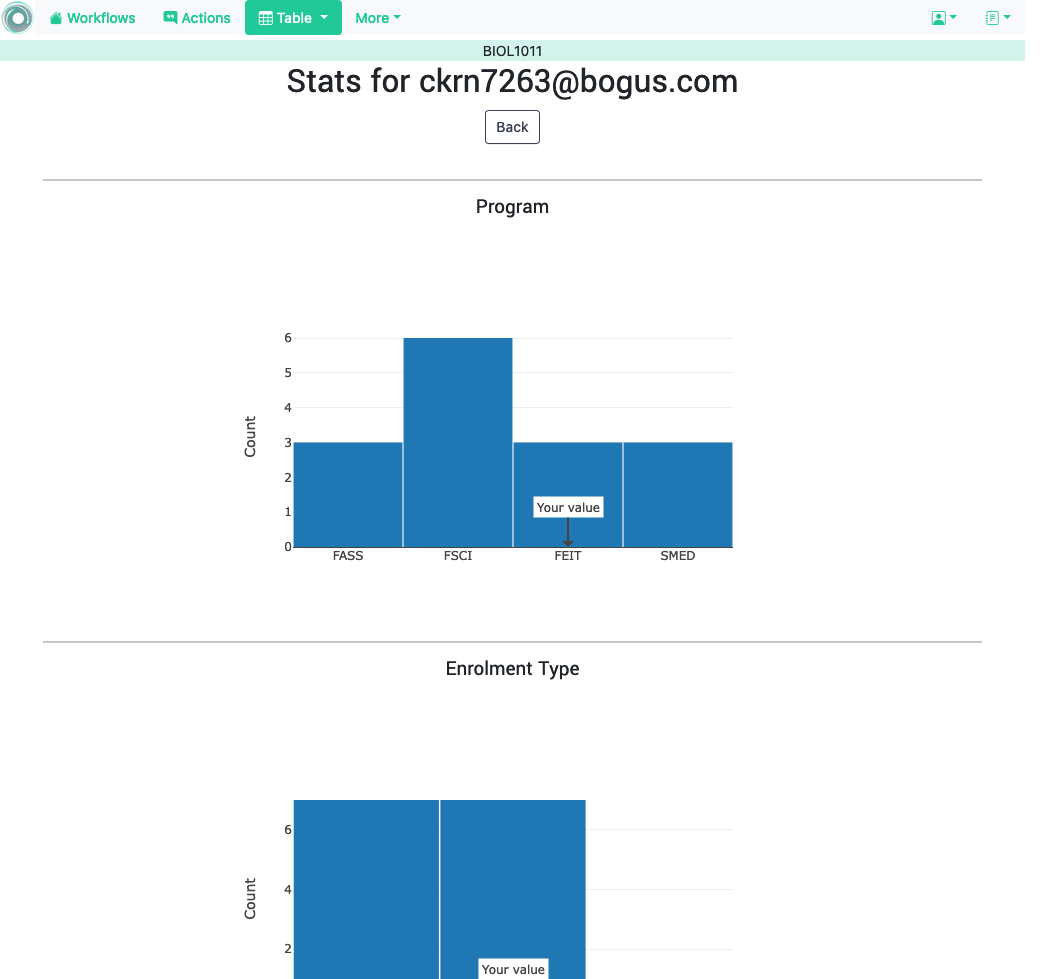 Workflows Actions Table More
BIOL1011
Stats for ckrn7263@bogus.com
Back
Program
6
5
4
3
2
1
0
Count
Your value
FASS FSCI FEIT SMED
Enrolment Type
6
4
2
Count
Your value